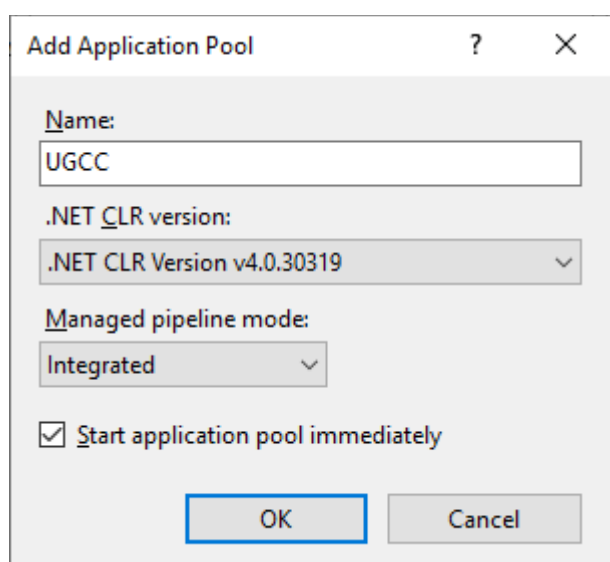 Add Application Pool ?
Name:
UGCC
.NET CLR version:
.NET CLR Version v4.0.30319
Managed pipeline mode:
Integrated
Start application pool immediately
OK Cancel